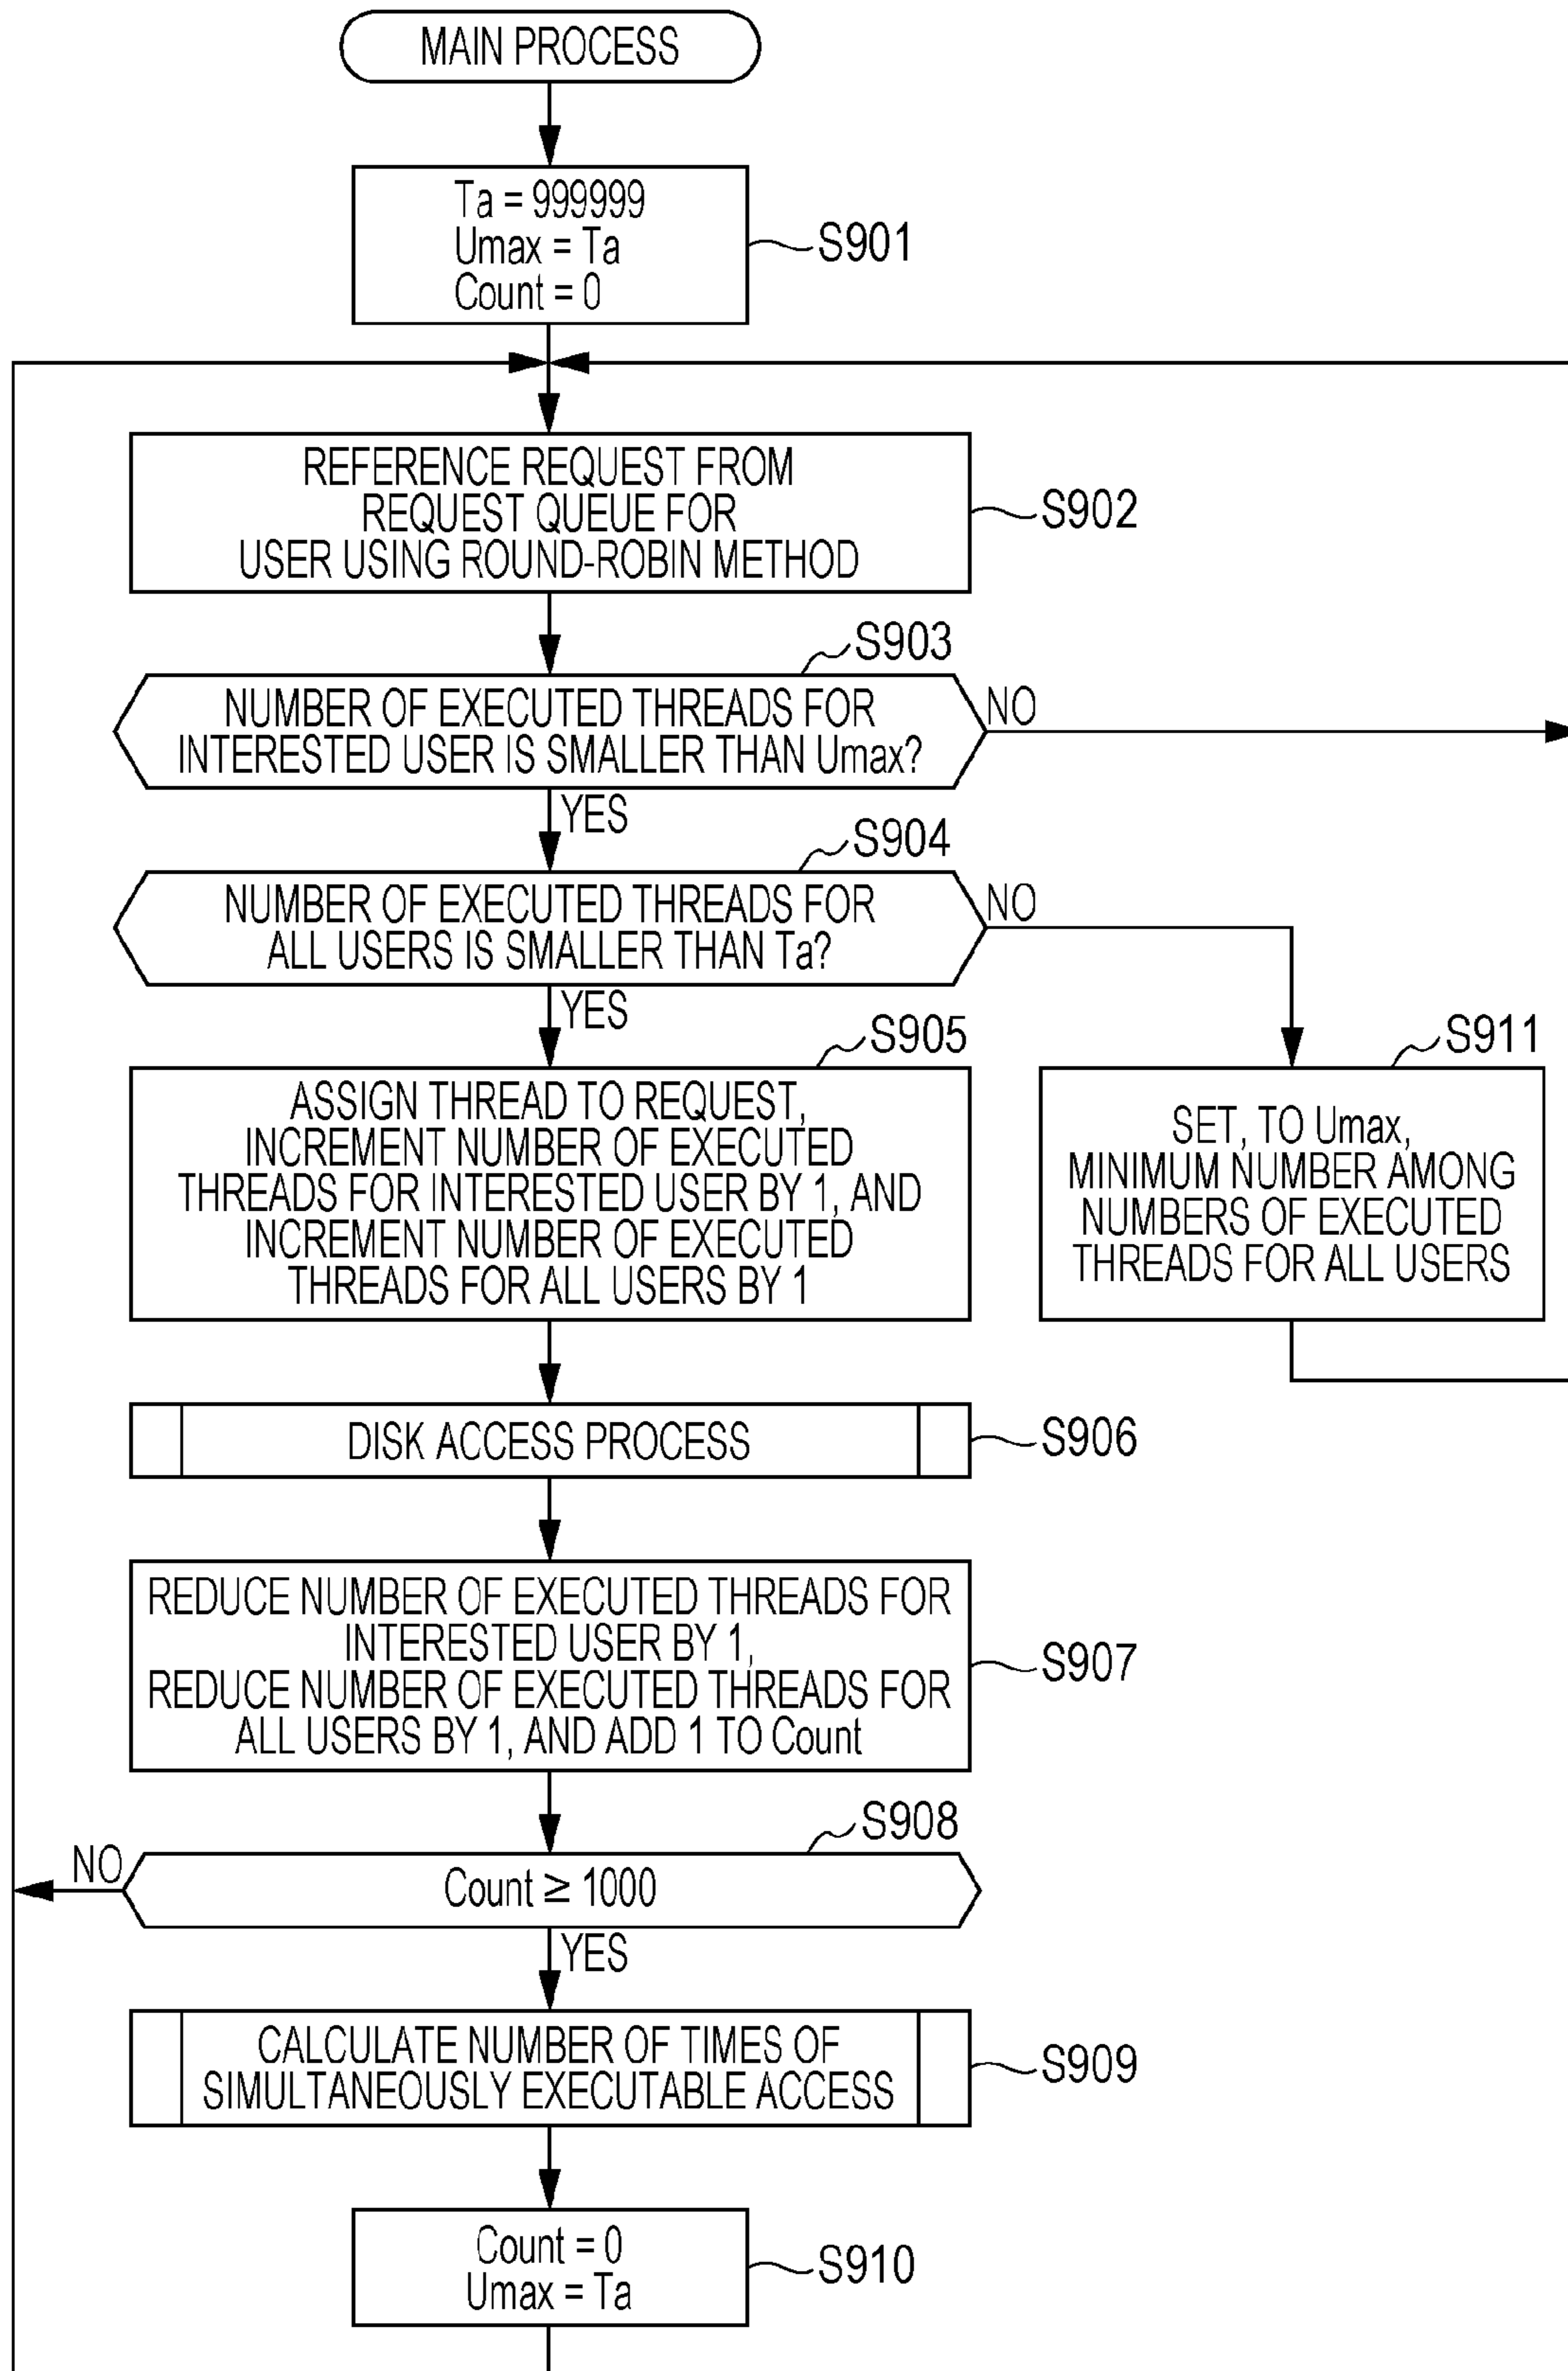 MAIN PROCESS
Ta = 999999
Umax = Ta
Count = 0
S901
REFERENCE REQUEST FROM
REQUEST QUEUE FOR
USER USING ROUND-ROBIN METHOD
S902
S903
NUMBER OF EXECUTED THREADS FOR
INTERESTED USER IS SMALLER THAN Umax?
NO
YES
S904
NUMBER OF EXECUTED THREADS FOR
ALL USERS IS SMALLER THAN Ta?
NO
YES
S905
ASSIGN THREAD TO REQUEST,
INCREMENT NUMBER OF EXECUTED
THREADS FOR INTERESTED USER BY 1, AND
INCREMENT NUMBER OF EXECUTED
THREADS FOR ALL USERS BY 1
S911
SET, TO Umax,
MINIMUM NUMBER AMONG
NUMBERS OF EXECUTED
THREADS FOR ALL USERS
DISK ACCESS PROCESS
S906
REDUCE NUMBER OF EXECUTED THREADS FOR
INTERESTED USER BY 1,
REDUCE NUMBER OF EXECUTED THREADS FOR
ALL USERS BY 1, AND ADD 1 TO Count
S907
S908
NO
Count ≥ 1000
YES
CALCULATE NUMBER OF TIMES OF
SIMULTANEOUSLY EXECUTABLE ACCESS
S909
Count = 0
Umax = Ta
S910